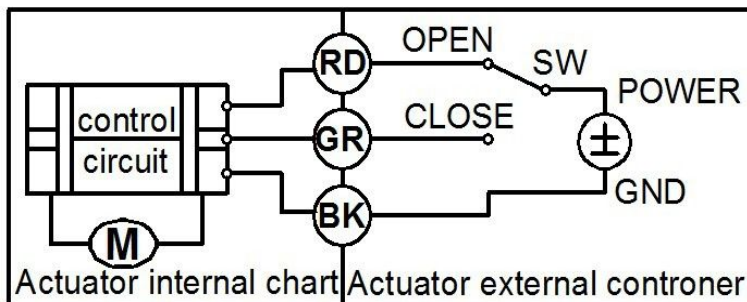 OPEN
SW
POWER
GND
CLOSE
RD
GR
BK
control
circuit
M
Actuator internal chart
Actuator external controner